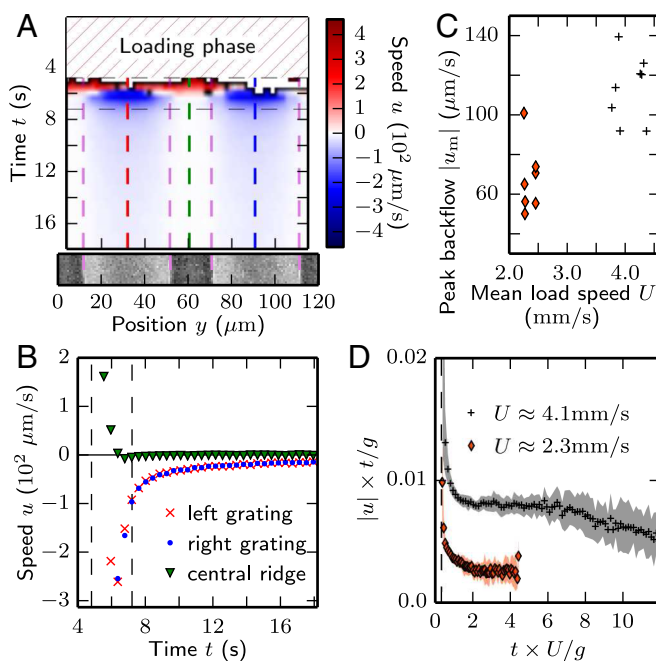 A
Loading phase
4
8
12
16
Time t (s)
0 20 40 60 80 100 120
Position y (μm)
4
3
2
1
0
−1
−2
−3
−4
Speed u (10² μm/s)
C
140
100
60
Peak backflow |uₘ| (μm/s)
2.0 3.0 4.0
Mean load speed U
(mm/s)
B
2
1
0
−1
−2
−3
Speed u (10² μm/s)
left grating
right grating
central ridge
4 8 12 16
Time t (s)
D
0.02
0.01
0.0
|u| × t/g
U ≈ 4.1mm/s
U ≈ 2.3mm/s
0 2 4 6 8 10
t × U/g